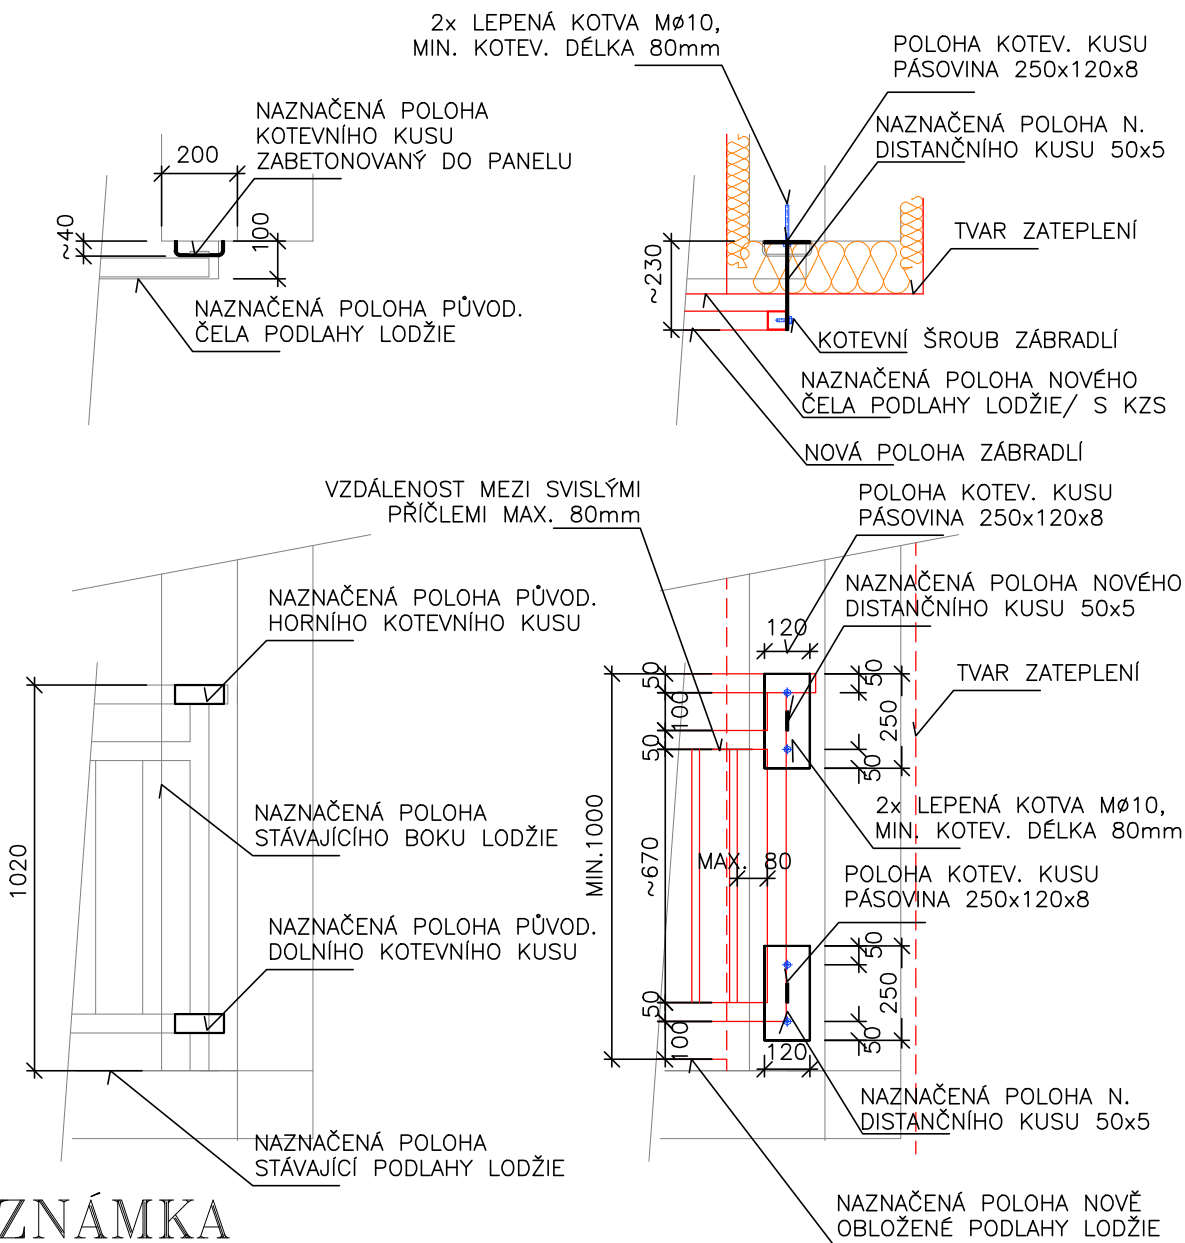 2x LEPENÁ KOTVA MØ10,
MIN. KOTEV. DÉLKA 80mm
POLOHA KOTEV. KUSU
PÁSOVINA 250x120x8
NAZNAČENÁ POLOHA
KOTEVNÍHO KUSU
ZABETONOVANÝ DO PANELU
200
~40
100
NAZNAČENÁ POLOHA PŮVOD.
ČELA PODLAHY LODŽIE
NAZNAČENÁ POLOHA N.
DISTANČNÍHO KUSU 50x5
TVAR ZATEPLENÍ
~230
KOTEVNÍ ŠROUB ZÁBRADLÍ
NAZNAČENÁ POLOHA NOVÉHO
ČELA PODLAHY LODŽIE/ S KZS
NOVÁ POLOHA ZÁBRADLÍ
VZDÁLENOST MEZI SVISLÝMI
PŘÍČLEMI MAX. 80mm
POLOHA KOTEV. KUSU
PÁSOVINA 250x120x8
NAZNAČENÁ POLOHA PŮVOD.
HORNÍHO KOTEVNÍHO KUSU
NAZNAČENÁ POLOHA NOVÉHO
DISTANČNÍHO KUSU 50x5
120
50
100
50
50
250
50
TVAR ZATEPLENÍ
NAZNAČENÁ POLOHA
STÁVAJÍCÍHO BOKU LODŽIE
1020
MIN.1000
~670
MAX. 80
2x LEPENÁ KOTVA MØ10,
MIN. KOTEV. DÉLKA 80mm
POLOHA KOTEV. KUSU
PÁSOVINA 250x120x8
NAZNAČENÁ POLOHA PŮVOD.
DOLNÍHO KOTEVNÍHO KUSU
50
250
50
50
100
120
NAZNAČENÁ POLOHA N.
DISTANČNÍHO KUSU 50x5
NAZNAČENÁ POLOHA
STÁVAJÍCÍ PODLAHY LODŽIE
NAZNAČENÁ POLOHA NOVĚ
OBLOŽENÉ PODLAHY LODŽIE
ZNÁMKA